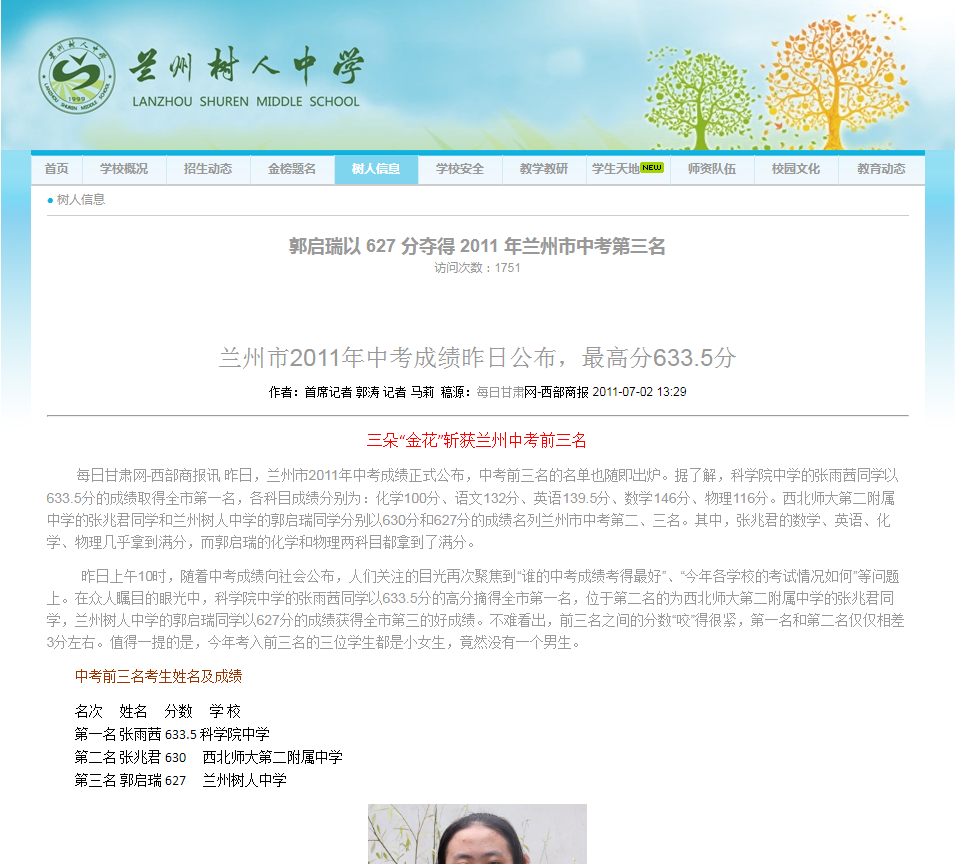 兰州树人中学
LANZHOU SHUREN MIDDLE SCHOOL
兰州树人中学
1999
LANZHOU SHUREN MIDDLE SCHOOL
首页 学校概况 招生动态 金榜题名 树人信息 学校安全 教学教研 学生天地 NEW 师资队伍 校园文化 教育动态
树人信息
郭启瑞以 627 分夺得 2011 年兰州市中考第三名
访问次数：1751
兰州市2011年中考成绩昨日公布，最高分633.5分
作者：首席记者 郭涛 记者 马莉 稿源：每日甘肃网-西部商报 2011-07-02 13:29
三朵“金花”斩获兰州中考前三名
每日甘肃网-西部商报讯 昨日，兰州市2011年中考成绩正式公布，中考前三名的名单也随即出炉。据了解，科学院中学的张雨茜同学以
633.5分的成绩取得全市第一名，各科目成绩分别为：化学100分、语文132分、英语139.5分、数学146分、物理116分。西北师大第二附属
中学的张兆君同学和兰州树人中学的郭启瑞同学分别以630分和627分的成绩名列兰州市中考第二、三名。其中，张兆君的数学、英语、化
学、物理几乎拿到满分，而郭启瑞的化学和物理两科目都拿到了满分。
昨日上午10时，随着中考成绩向社会公布，人们关注的目光再次聚焦到“谁的中考成绩考得最好”、“今年各学校的考试情况如何”等问题
上。在众人瞩目的眼光中，科学院中学的张雨茜同学以633.5分的高分摘得全市第一名，位于第二名的为西北师大第二附属中学的张兆君同
学，兰州树人中学的郭启瑞同学以627分的成绩获得全市第三的好成绩。不难看出，前三名之间的分数“咬”得很紧，第一名和第二名仅仅相差
3分左右。值得一提的是，今年考入前三名的三位学生都是小女生，竟然没有一个男生。
中考前三名考生姓名及成绩
名次 姓名 分数 学 校
第一名 张雨茜 633.5 科学院中学
第二名 张兆君 630 西北师大第二附属中学
第三名 郭启瑞 627 兰州树人中学